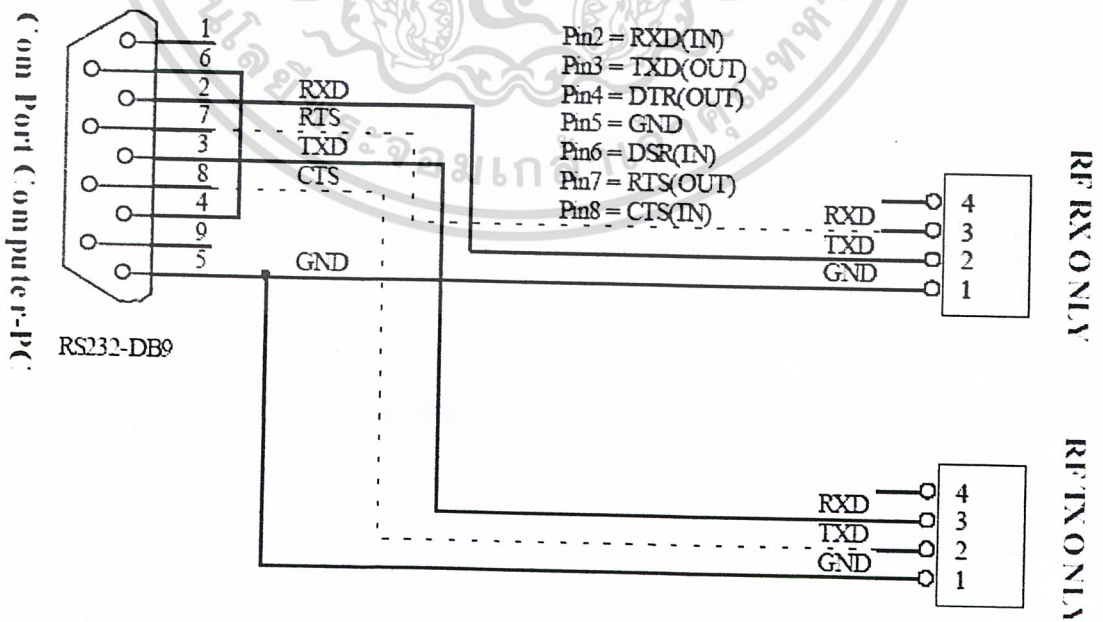 Com Port Computer-PC
1
6
2
7
3
8
4
9
5
RXD
RTS
TXD
CTS
GND
RS232-DB9
Pin2 = RXD(IN)
Pin3 = TXD(OUT)
Pin4 = DTR(OUT)
Pin5 = GND
Pin6 = DSR(IN)
Pin7 = RTS(OUT)
Pin8 = CTS(IN)
RXD
TXD
GND
4
3
2
1
RF RX ONLY
RXD
TXD
GND
4
3
2
1
RF TX ONLY